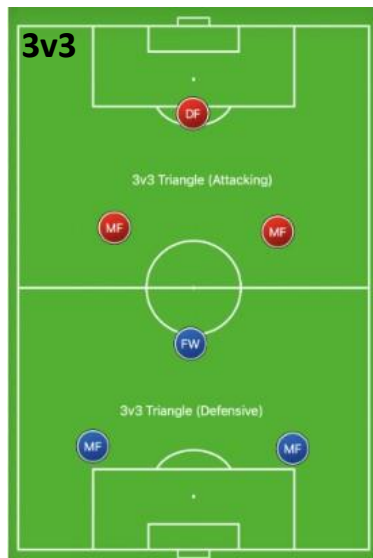 3v3
DF
3v3 Triangle (Attacking)
MF MF
FW
3v3 Triangle (Defensive)
MF MF